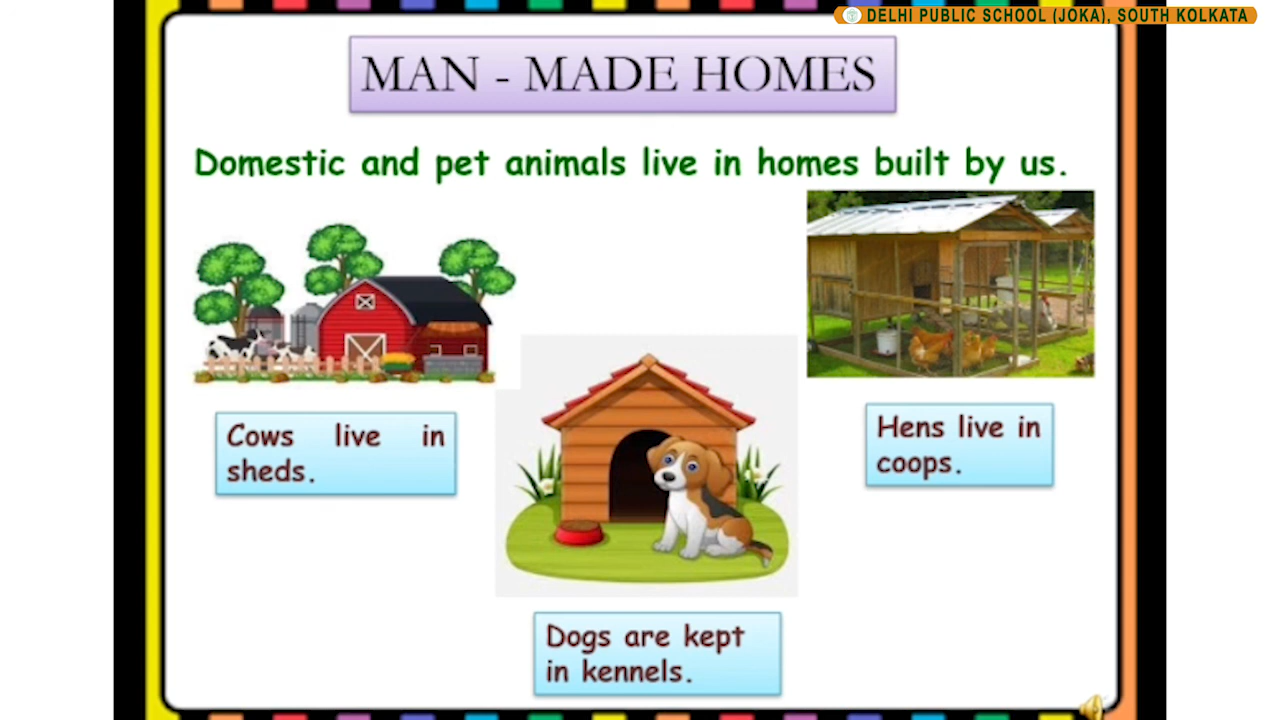 DELHI PUBLIC SCHOOL (JOKA), SOUTH KOLKATA
MAN - MADE HOMES
Domestic and pet animals live in homes built by us.
Cows live in
sheds.
Hens live in
coops.
Dogs are kept
in kennels.